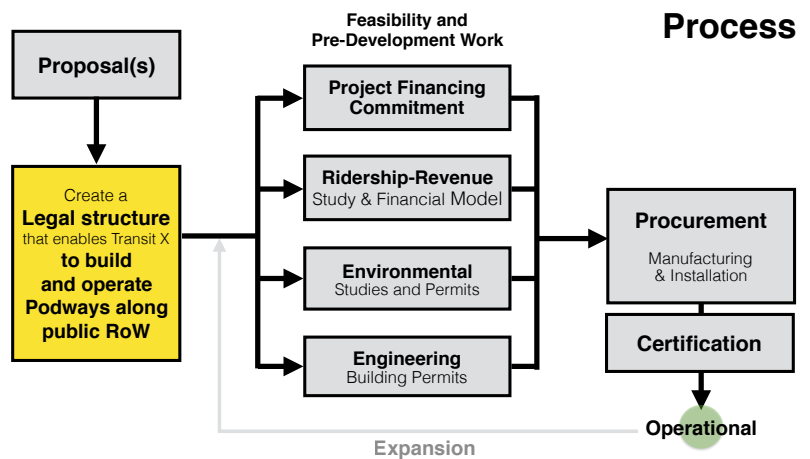 Process
Feasibility and
Pre-Development Work
Proposal(s)
Create a
Legal structure
that enables Transit X
to build
and operate
Podways along
public RoW
Project Financing
Commitment
Ridership-Revenue
Study & Financial Model
Environmental
Studies and Permits
Engineering
Building Permits
Procurement
Manufacturing
& Installation
Certification
Operational
Expansion